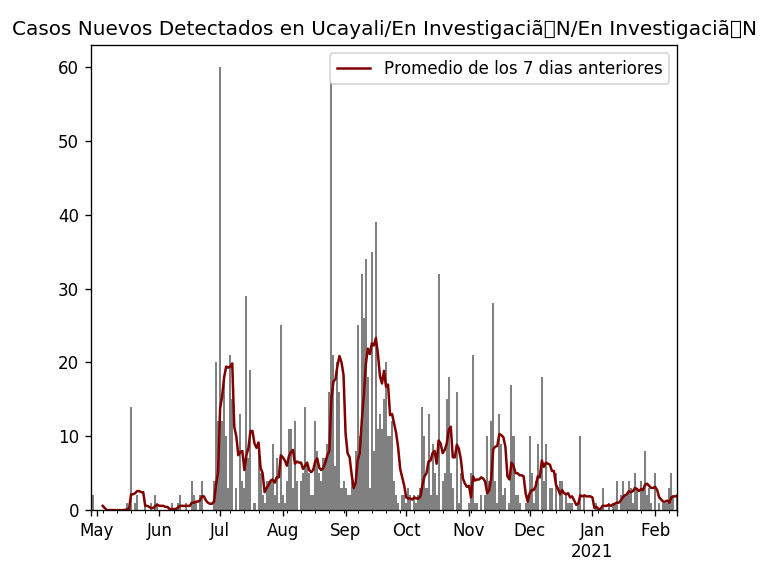 Casos Nuevos Detectados en Ucayali/En Investigaciã▯N/En Investigaciã▯N
Promedio de los 7 dias anteriores
60
50
40
30
20
10
0
May Jun Jul Aug Sep Oct Nov Dec Jan Feb
2021